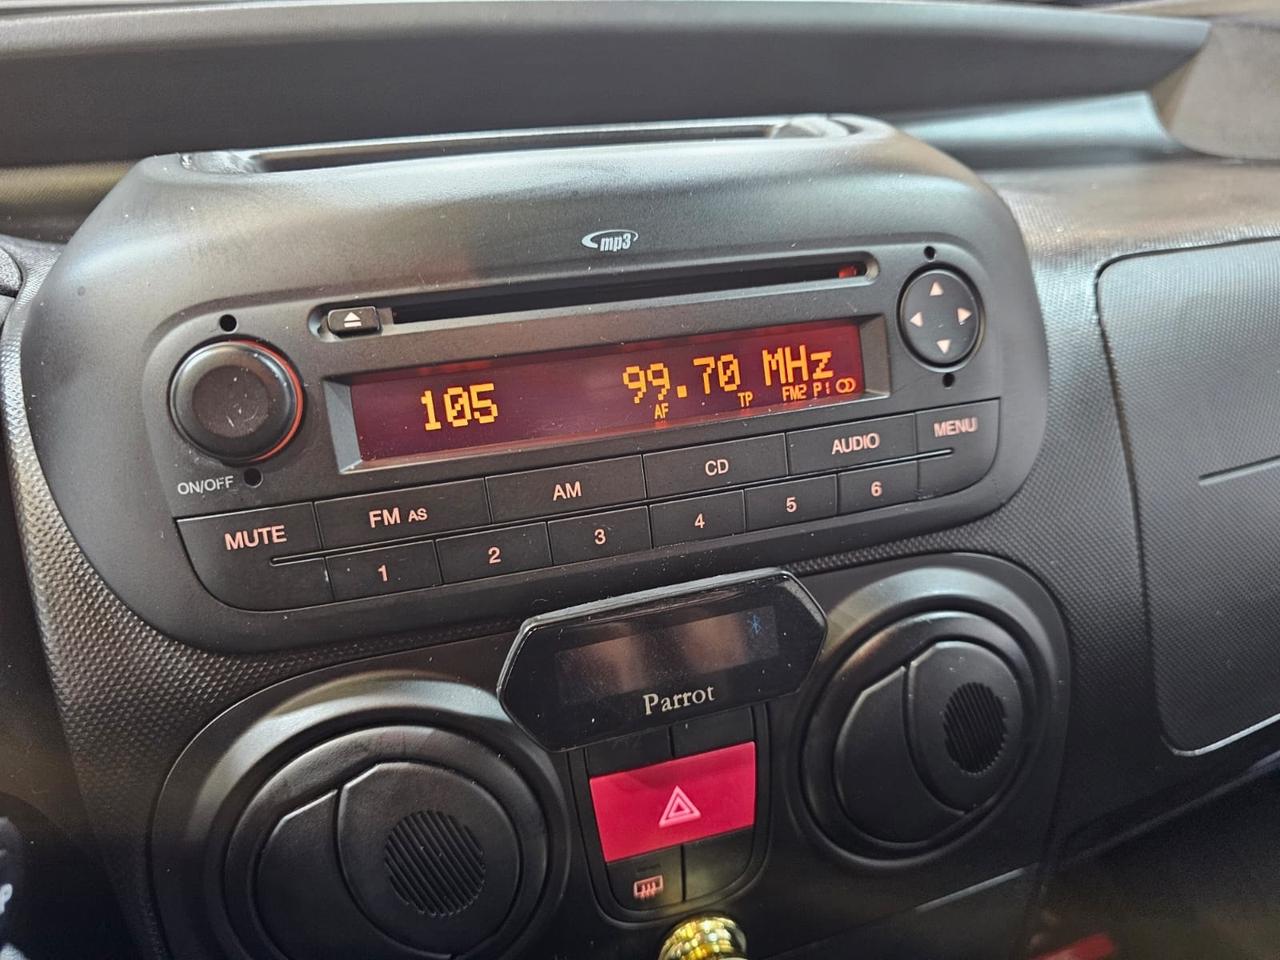 mp3
105 99.70 MHz
AF TP FM2 P1
ON/OFF
MUTE FM AS AM CD AUDIO MENU
1 2 3 4 5 6
Parrot